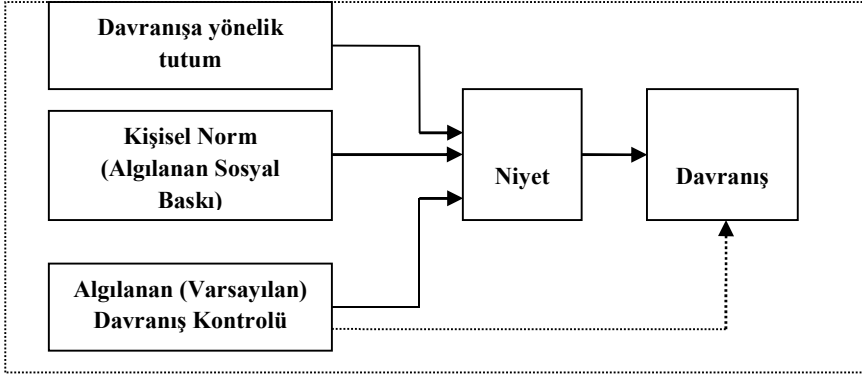 Davranışa yönelik
tutum
Kişisel Norm
(Algılanan Sosyal
Baskı)
Niyet
Davranış
Algılanan (Varsayılan)
Davranış Kontrolü